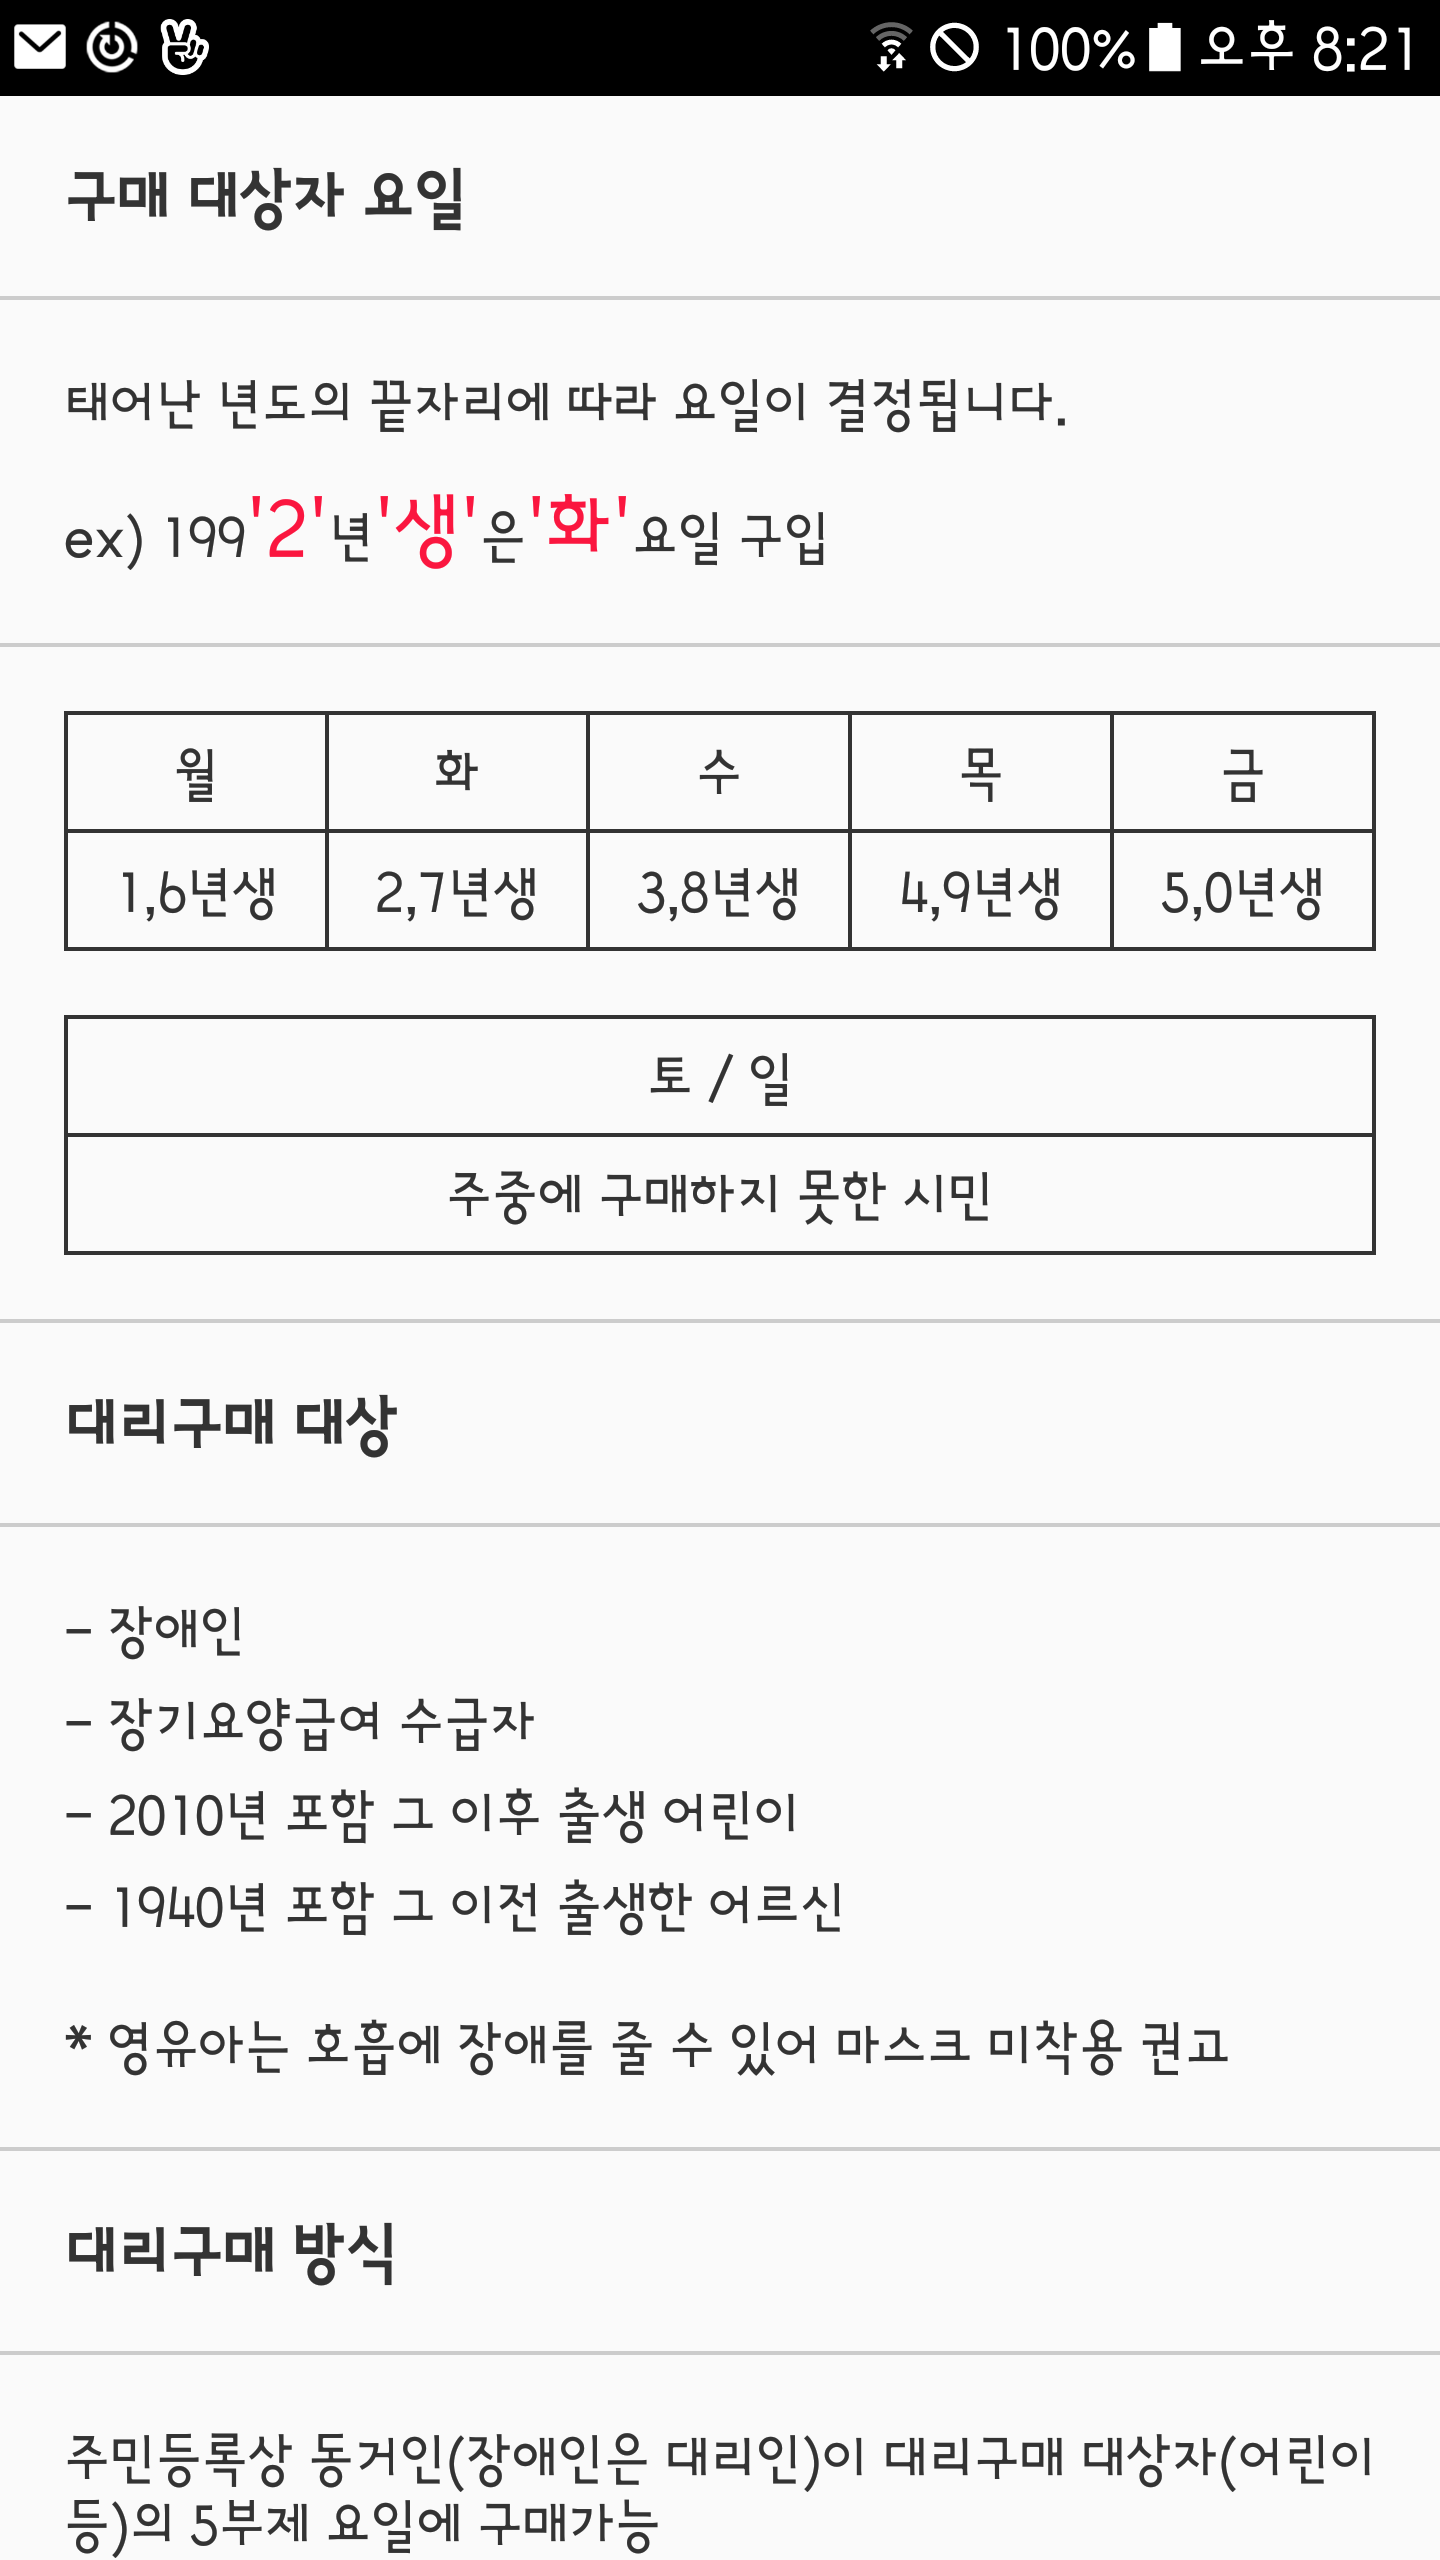 100% 오후 8:21
구매 대상자 요일
태어난 년도의 끝자리에 따라 요일이 결정됩니다.
ex) 199'2'년'생'은'화'요일 구입
월 화 수 목 금
1,6년생 2,7년생 3,8년생 4,9년생 5,0년생
토 / 일
주중에 구매하지 못한 시민
대리구매 대상
- 장애인
- 장기요양급여 수급자
- 2010년 포함 그 이후 출생 어린이
- 1940년 포함 그 이전 출생한 어르신
* 영유아는 호흡에 장애를 줄 수 있어 마스크 미착용 권고
대리구매 방식
주민등록상 동거인(장애인은 대리인)이 대리구매 대상자(어린이
등)의 5부제 요일에 구매가능